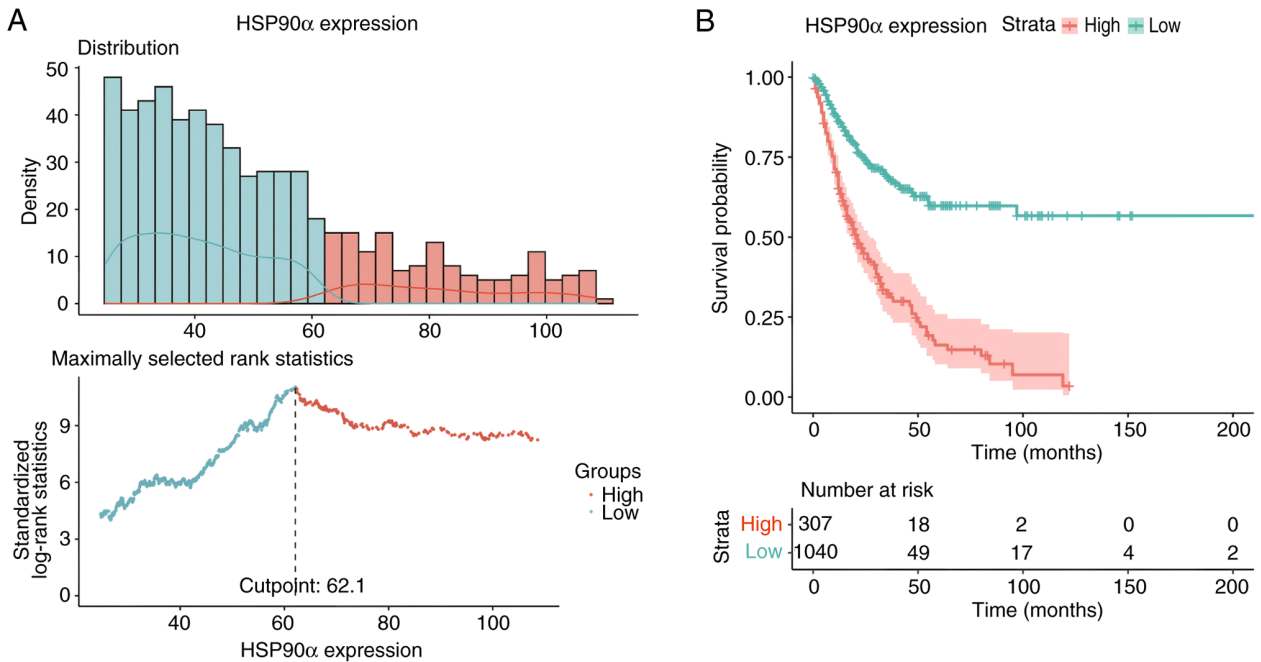 A
HSP90α expression
Distribution
50
40
30
20
10
0
Density
40 60 80 100
Maximally selected rank statistics
9
6
3
0
Standardized
log-rank statistics
Cutpoint: 62.1
40 60 80 100
HSP90α expression
Groups
High
Low
B
HSP90α expression Strata High Low
1.00
0.75
0.50
0.25
0.00
Survival probability
0 50 100 150 200
Time (months)
Number at risk
Strata
High 307 18 2 0 0
Low 1040 49 17 4 2
0 50 100 150 200
Time (months)